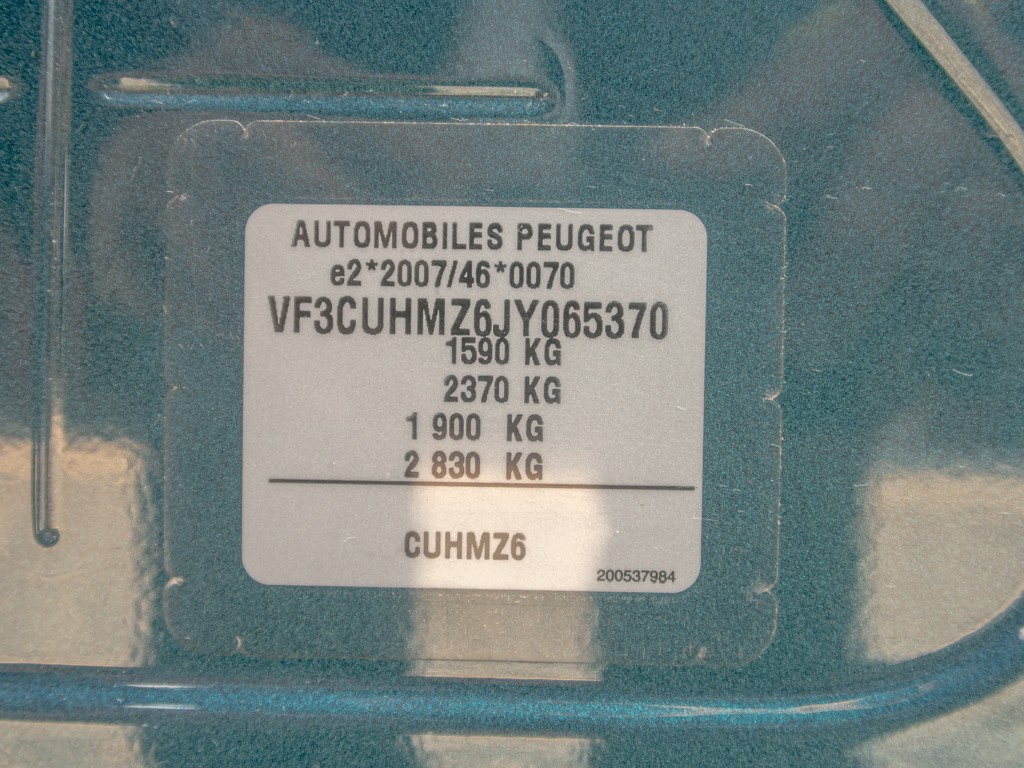 AUTOMOBILES PEUGEOT
e2*2007/46*0070
VF3CUHMZ6JY065370
1590 KG
2370 KG
1 900 KG
2 830 KG
CUHMZ6
200537984